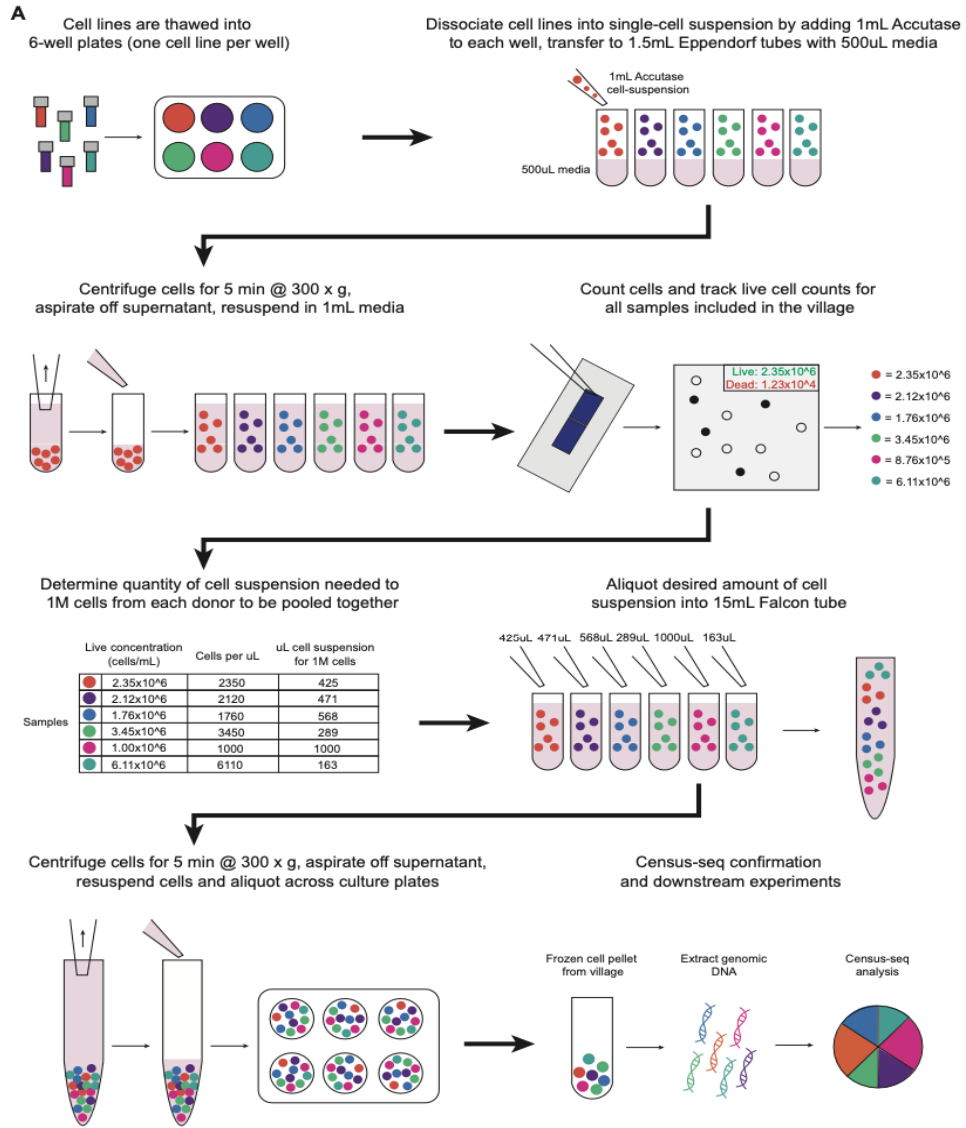 A
Cell lines are thawed into
6-well plates (one cell line per well)
Dissociate cell lines into single-cell suspension by adding 1mL Accutase
to each well, transfer to 1.5mL Eppendorf tubes with 500uL media
1mL Accutase
cell-suspension
500uL media
Centrifuge cells for 5 min @ 300 x g,
aspirate off supernatant, resuspend in 1mL media
Count cells and track live cell counts for
all samples included in the village
Live: 2.35x10^6
Dead: 1.23x10^4
= 2.35x10^6
= 2.12x10^6
= 1.76x10^6
= 3.45x10^6
= 8.76x10^5
= 6.11x10^6
Determine quantity of cell suspension needed to
1M cells from each donor to be pooled together
Live concentration
(cells/mL)
Cells per uL
uL cell suspension
for 1M cells
Samples
2.35x10^6 2350 425
2.12x10^6 2120 471
1.76x10^6 1760 568
3.45x10^6 3450 289
1.00x10^6 1000 1000
6.11x10^6 6110 163
Aliquot desired amount of cell
suspension into 15mL Falcon tube
425uL 471uL 568uL 289uL 1000uL 163uL
Centrifuge cells for 5 min @ 300 x g, aspirate off supernatant,
resuspend cells and aliquot across culture plates
Census-seq confirmation
and downstream experiments
Frozen cell pellet
from village
Extract genomic
DNA
Census-seq
analysis